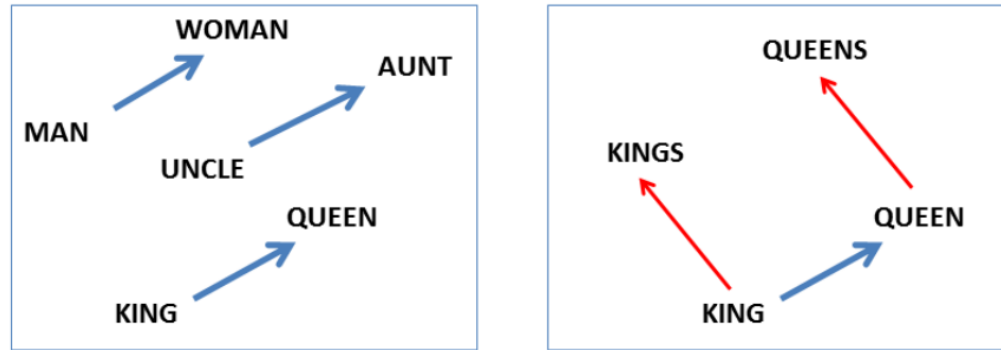 WOMAN
AUNT
MAN
UNCLE
QUEEN
KING
QUEENS
KINGS
QUEEN
KING